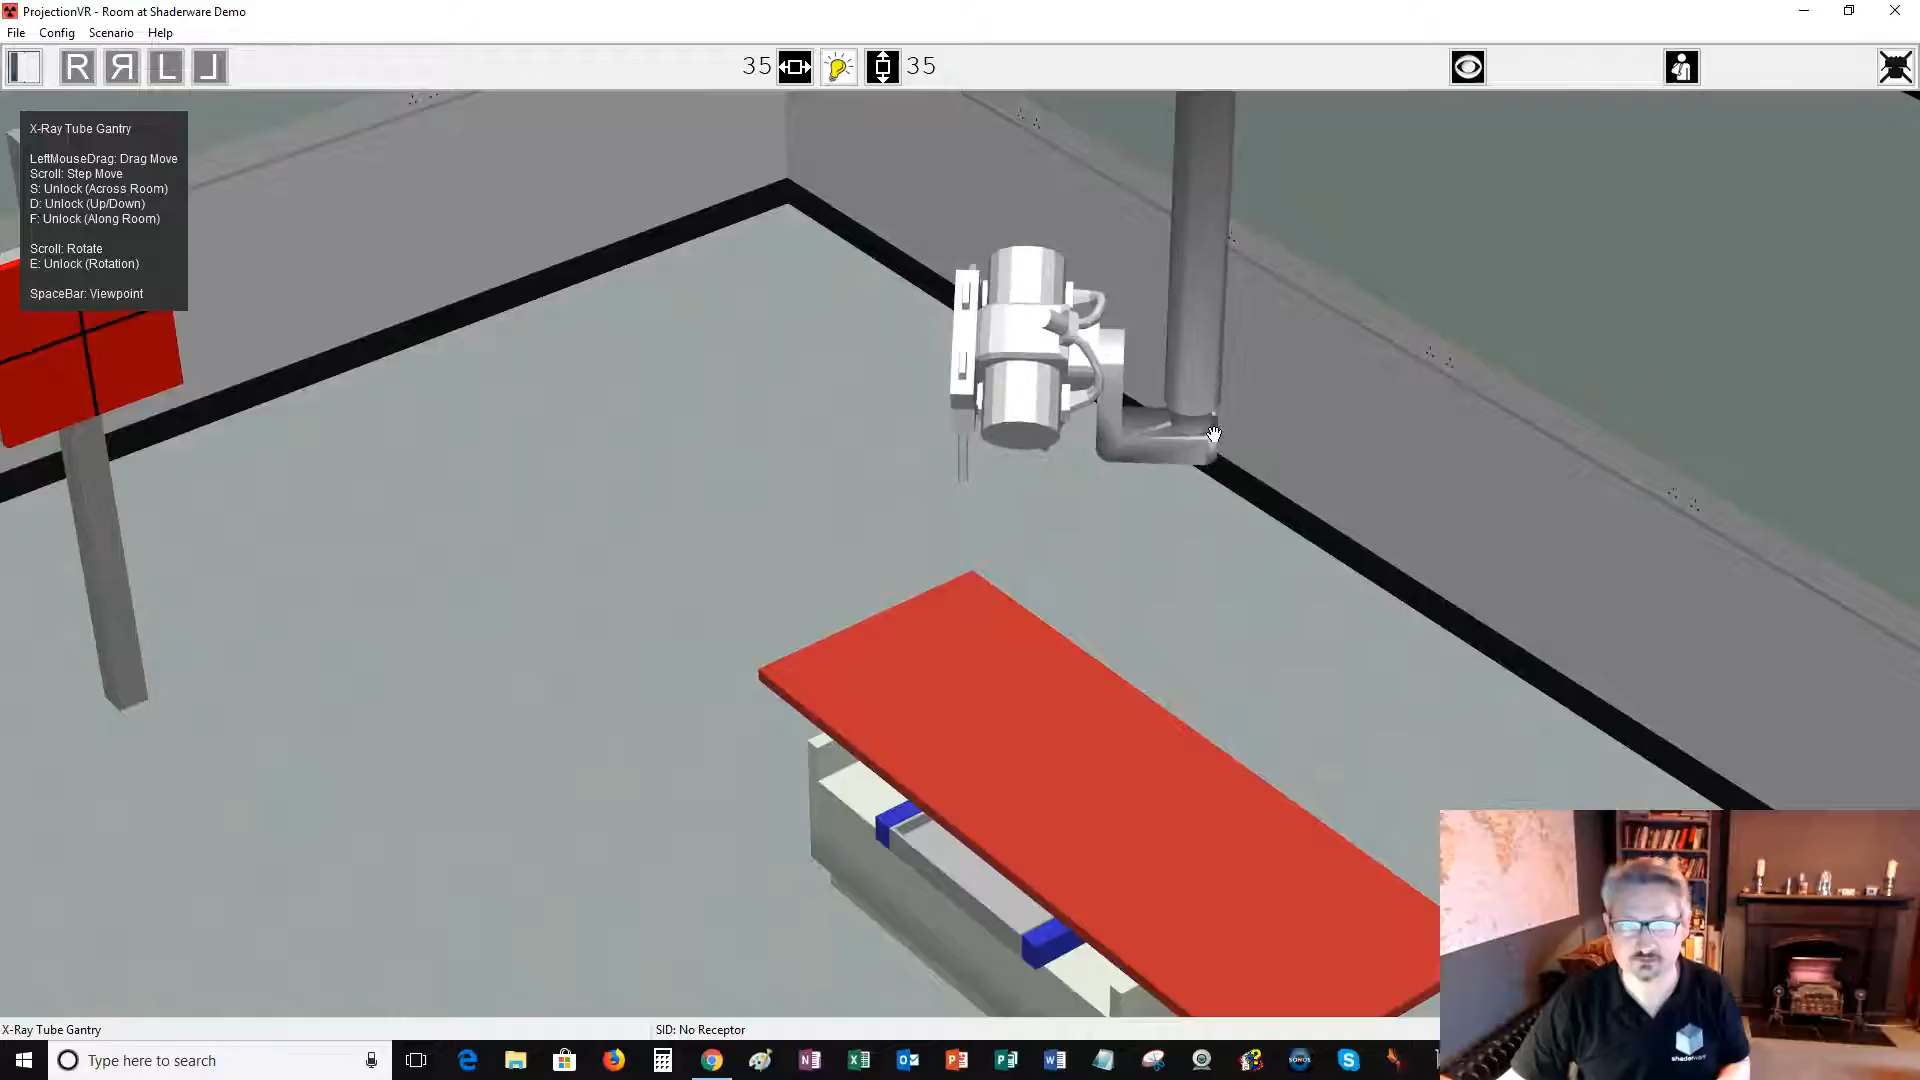 ProjectionVR - Room at Shaderware Demo
File Config Scenario Help
R R L L 35 35
X-Ray Tube Gantry
LeftMouseDrag: Drag Move
Scroll: Step Move
S: Unlock (Across Room)
D: Unlock (Up/Down)
F: Unlock (Along Room)
Scroll: Rotate
E: Unlock (Rotation)
SpaceBar: Viewpoint
shaderware
X-Ray Tube Gantry SID: No Receptor
Type here to search
SONOS